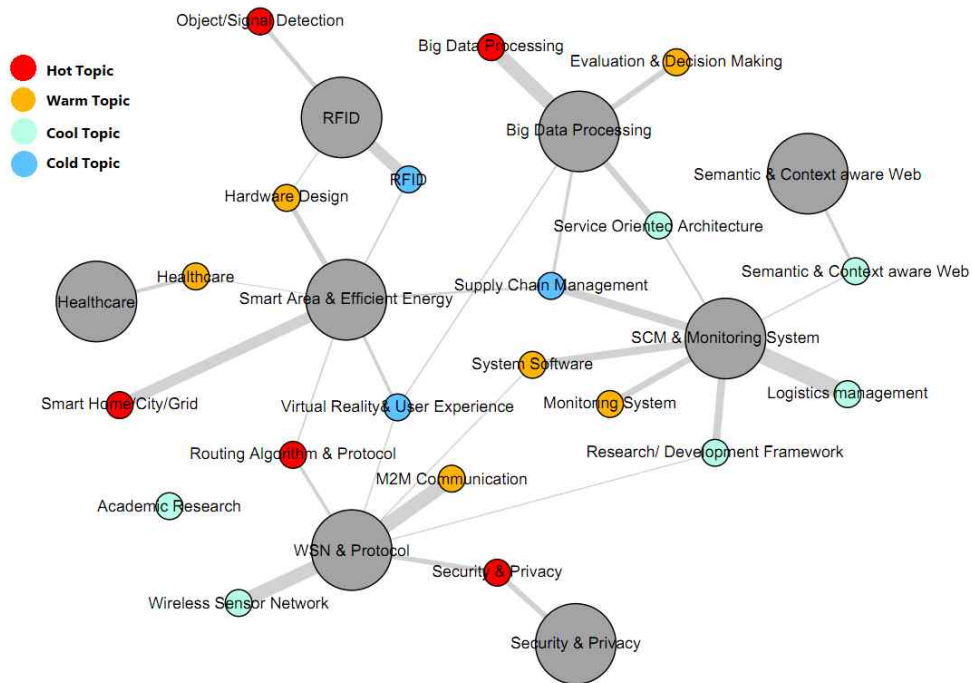 Object/Signal Detection
Big Data Processing
Evaluation & Decision Making
Hot Topic
Warm Topic
Cool Topic
Cold Topic
RFID
Big Data Processing
Semantic & Context aware Web
RFID
Hardware Design
Service Oriented Architecture
Healthcare
Semantic & Context aware Web
Healthcare
Smart Area & Efficient Energy
Supply Chain Management
SCM & Monitoring System
System Software
Logistics management
Smart Home/City/Grid
Virtual Reality& User Experience
Monitoring System
Routing Algorithm & Protocol
Research/ Development Framework
M2M Communication
Academic Research
WSN & Protocol
Security & Privacy
Wireless Sensor Network
Security & Privacy